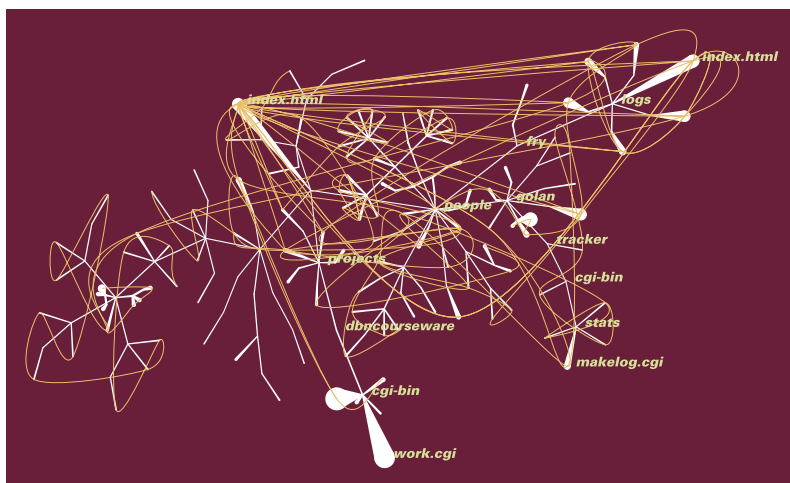 index.html
index.html
logs
fry
people
golan
tracker
projects
cgi-bin
dbncourseware
stats
makelog.cgi
cgi-bin
work.cgi